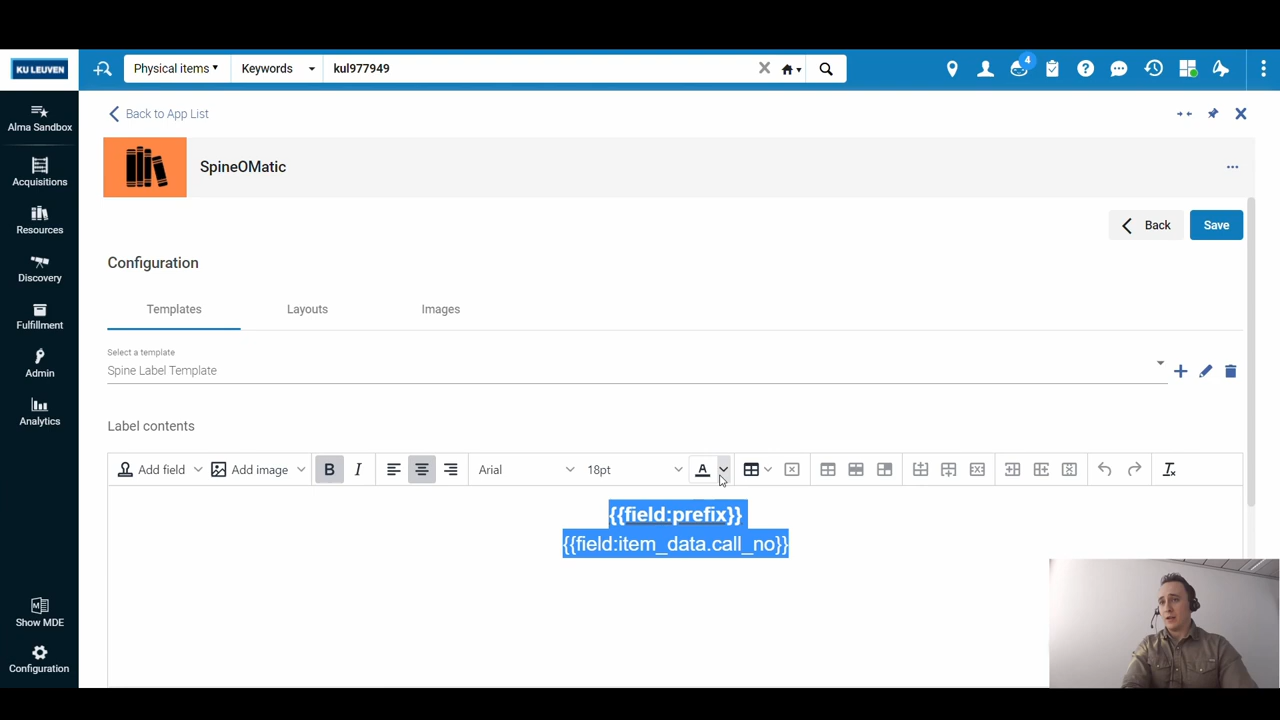 KU LEUVEN
Physical items
Keywords
kul977949
4
Alma Sandbox
Acquisitions
Resources
Discovery
Fulfillment
Admin
Analytics
Show MDE
Configuration
Back to App List
SpineOMatic
Back
Save
Configuration
Templates
Layouts
Images
Select a template
Spine Label Template
Label contents
Add field
Add image
B
I
Arial
18pt
A
{{field:prefix}}
{{field:item_data.call_no}}